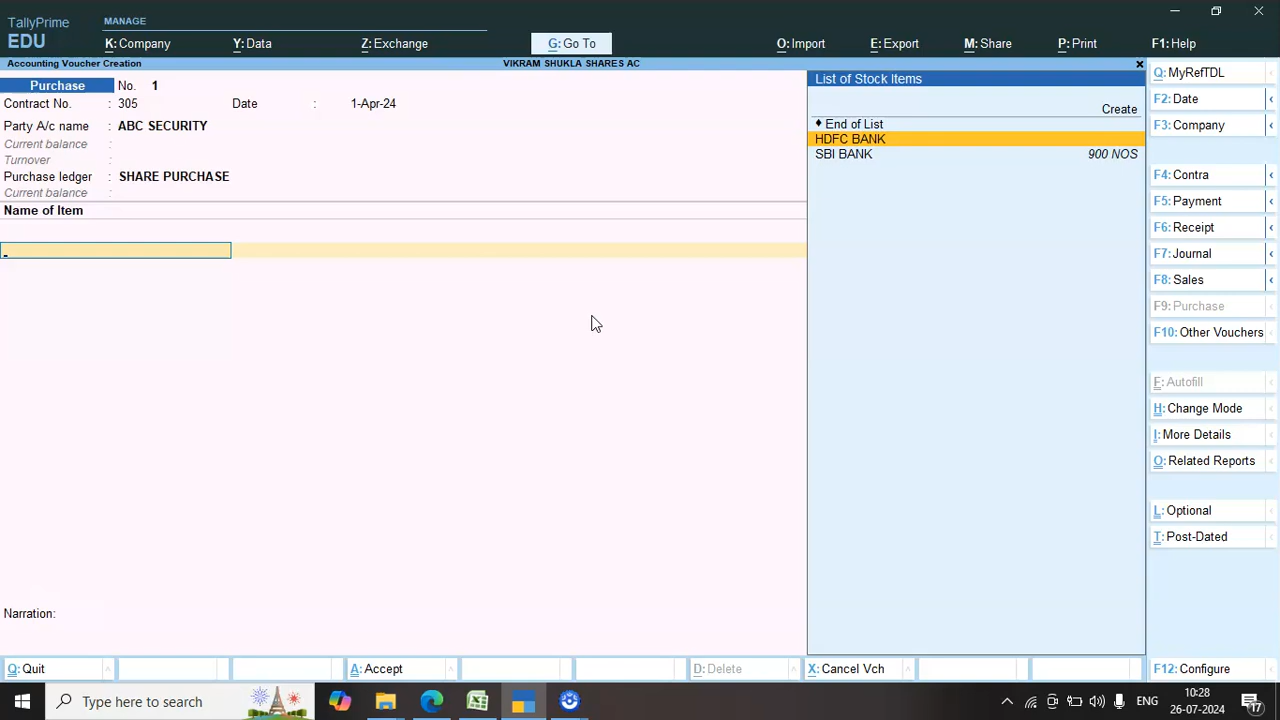 TallyPrime
EDU
MANAGE
K: Company
Y: Data
Z: Exchange
G: Go To
O: Import
E: Export
M: Share
P: Print
F1: Help
Accounting Voucher Creation
VIKRAM SHUKLA SHARES AC
Purchase No. 1
Contract No. : 305 Date : 1-Apr-24
Party A/c name : ABC SECURITY
Current balance :
Turnover :
Purchase ledger : SHARE PURCHASE
Current balance :
Name of Item
List of Stock Items
Create
♦ End of List
HDFC BANK
SBI BANK 900 NOS
Q: MyRefTDL
F2: Date
F3: Company
F4: Contra
F5: Payment
F6: Receipt
F7: Journal
F8: Sales
F9: Purchase
F10: Other Vouchers
F: Autofill
H: Change Mode
I: More Details
O: Related Reports
L: Optional
T: Post-Dated
Narration:
Q: Quit
A: Accept
D: Delete
X: Cancel Vch
F12: Configure
Type here to search
ENG
10:28
26-07-2024
17